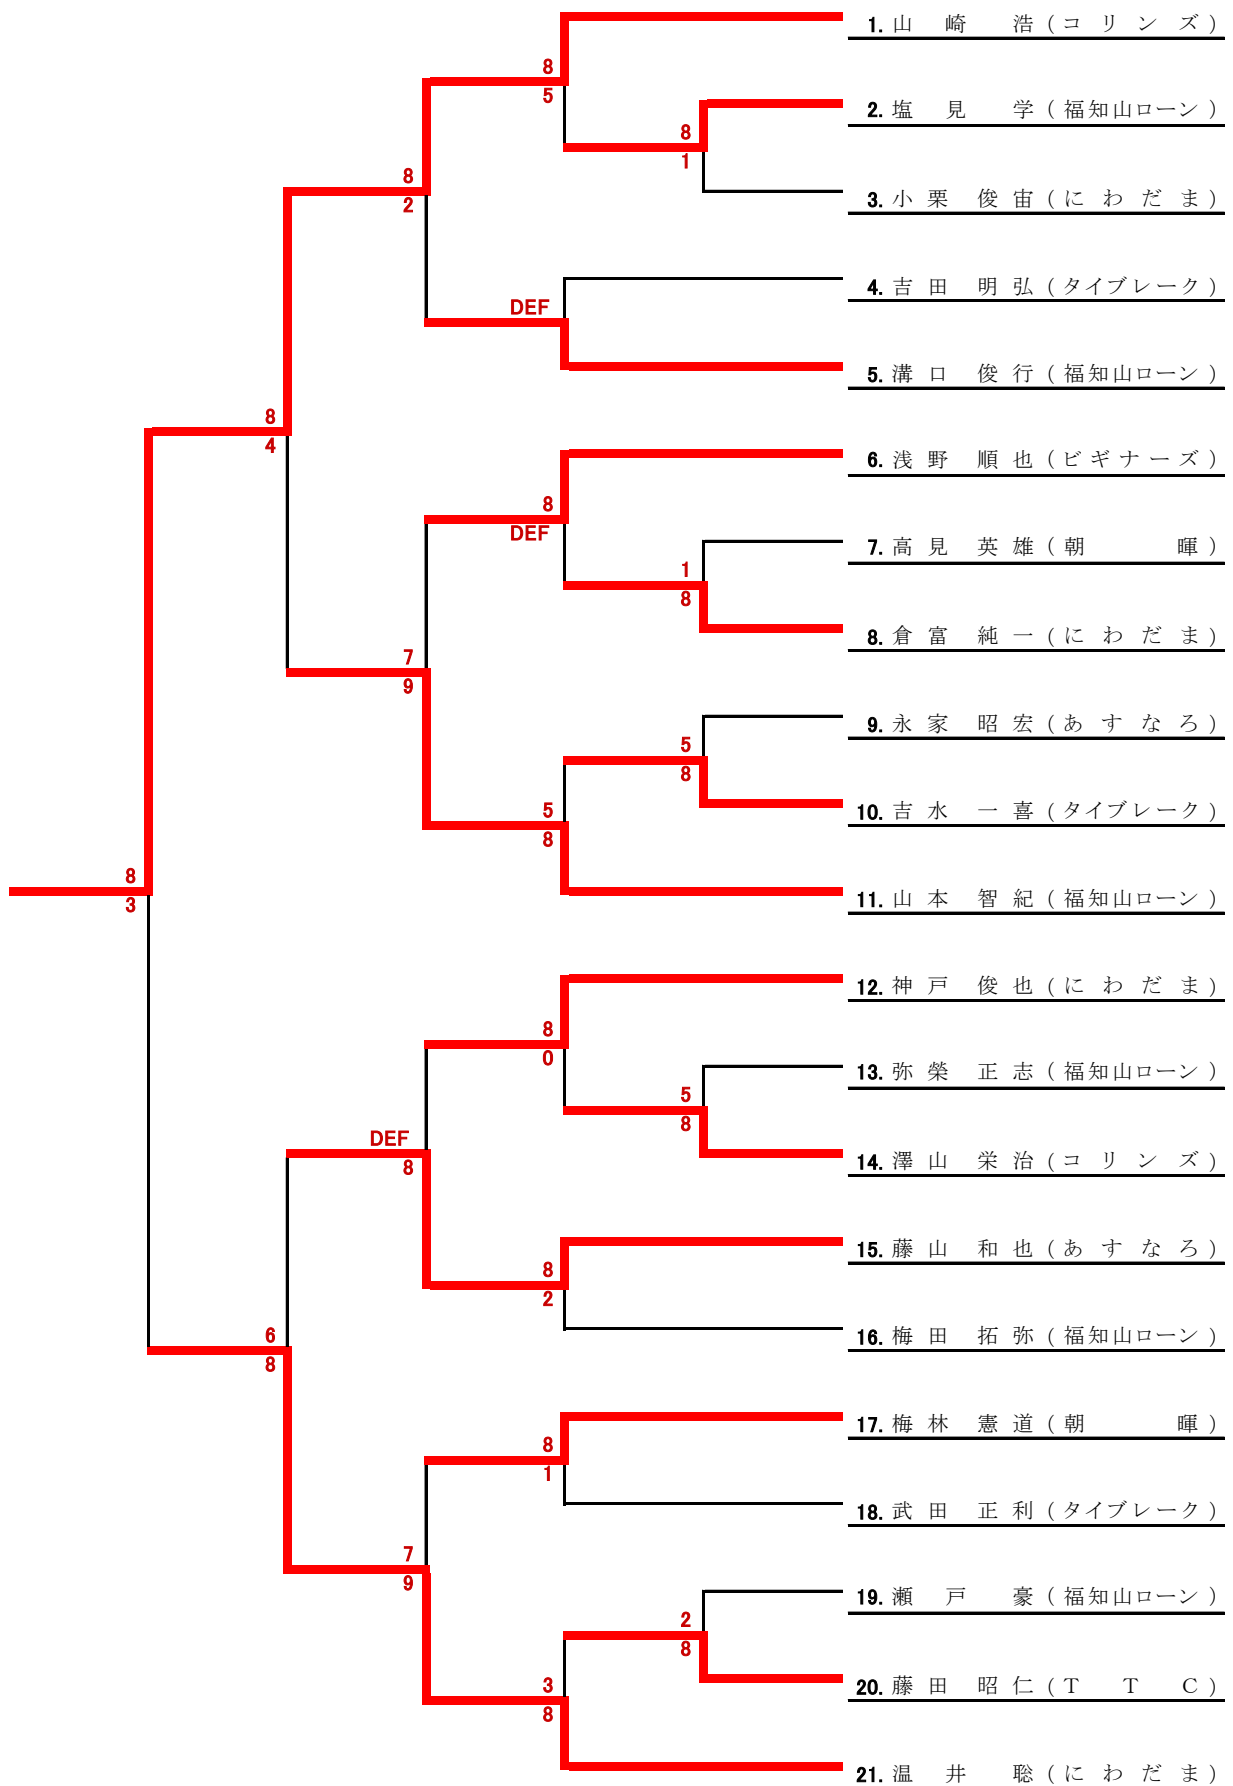 1. 山崎 浩 (コリンズ)
8
5
2. 塩見 学 (福知山ローン)
8
1
8
2
3. 小栗 俊宙 (にわだま)
4. 吉田 明弘 (タイブレーク)
DEF
5. 溝口 俊行 (福知山ローン)
8
4
6. 浅野 順也 (ビギナーズ)
8
DEF
7. 高見 英雄 (朝暉)
1
8
8. 倉富 純一 (にわだま)
7
9
9. 永家 昭宏 (あすなろ)
5
8
10. 吉水 一喜 (タイブレーク)
5
8
8
3
11. 山本 智紀 (福知山ローン)
12. 神戸 俊也 (にわだま)
8
0
13. 弥榮 正志 (福知山ローン)
5
8
DEF
8
14. 澤山 栄治 (コリンズ)
15. 藤山 和也 (あすなろ)
8
2
16. 梅田 拓弥 (福知山ローン)
6
8
17. 梅林 憲道 (朝暉)
8
1
18. 武田 正利 (タイブレーク)
7
9
19. 瀬戸 豪 (福知山ローン)
2
8
20. 藤田 昭仁 (TTC)
3
8
21. 温井 聡 (にわだま)